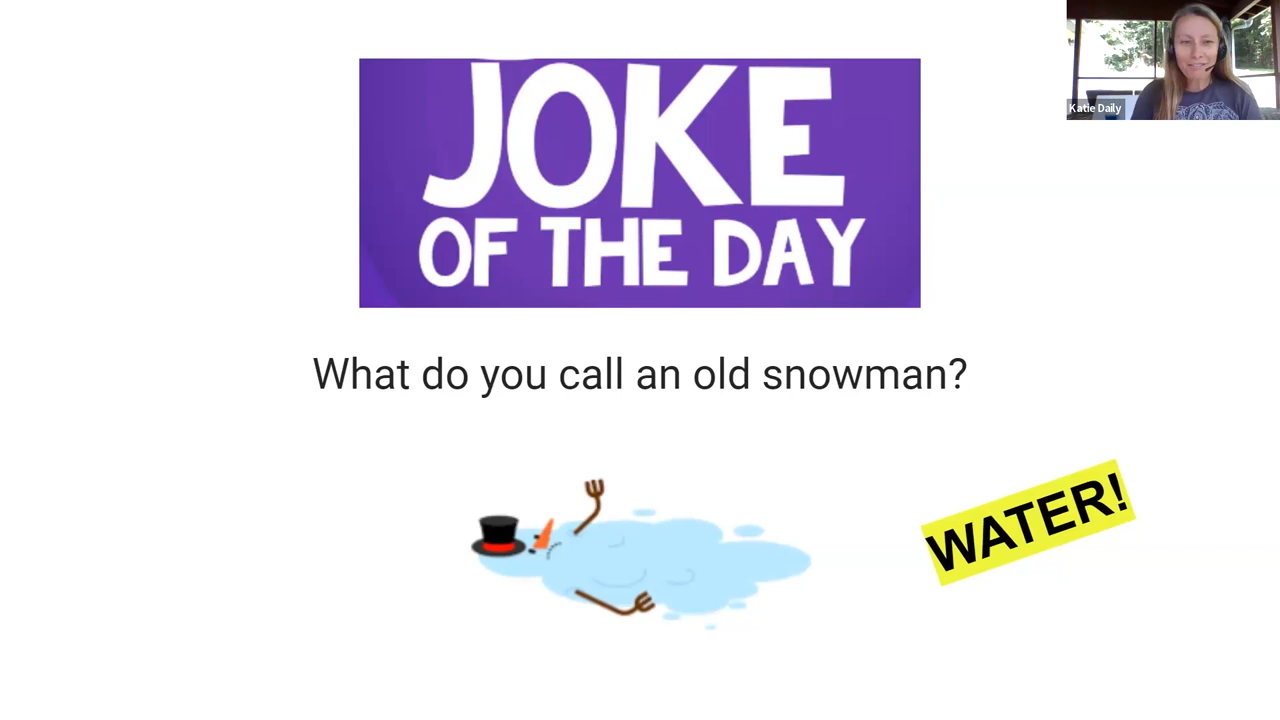 JOKE
OF THE DAY
Katie Daily
What do you call an old snowman?
WATER!